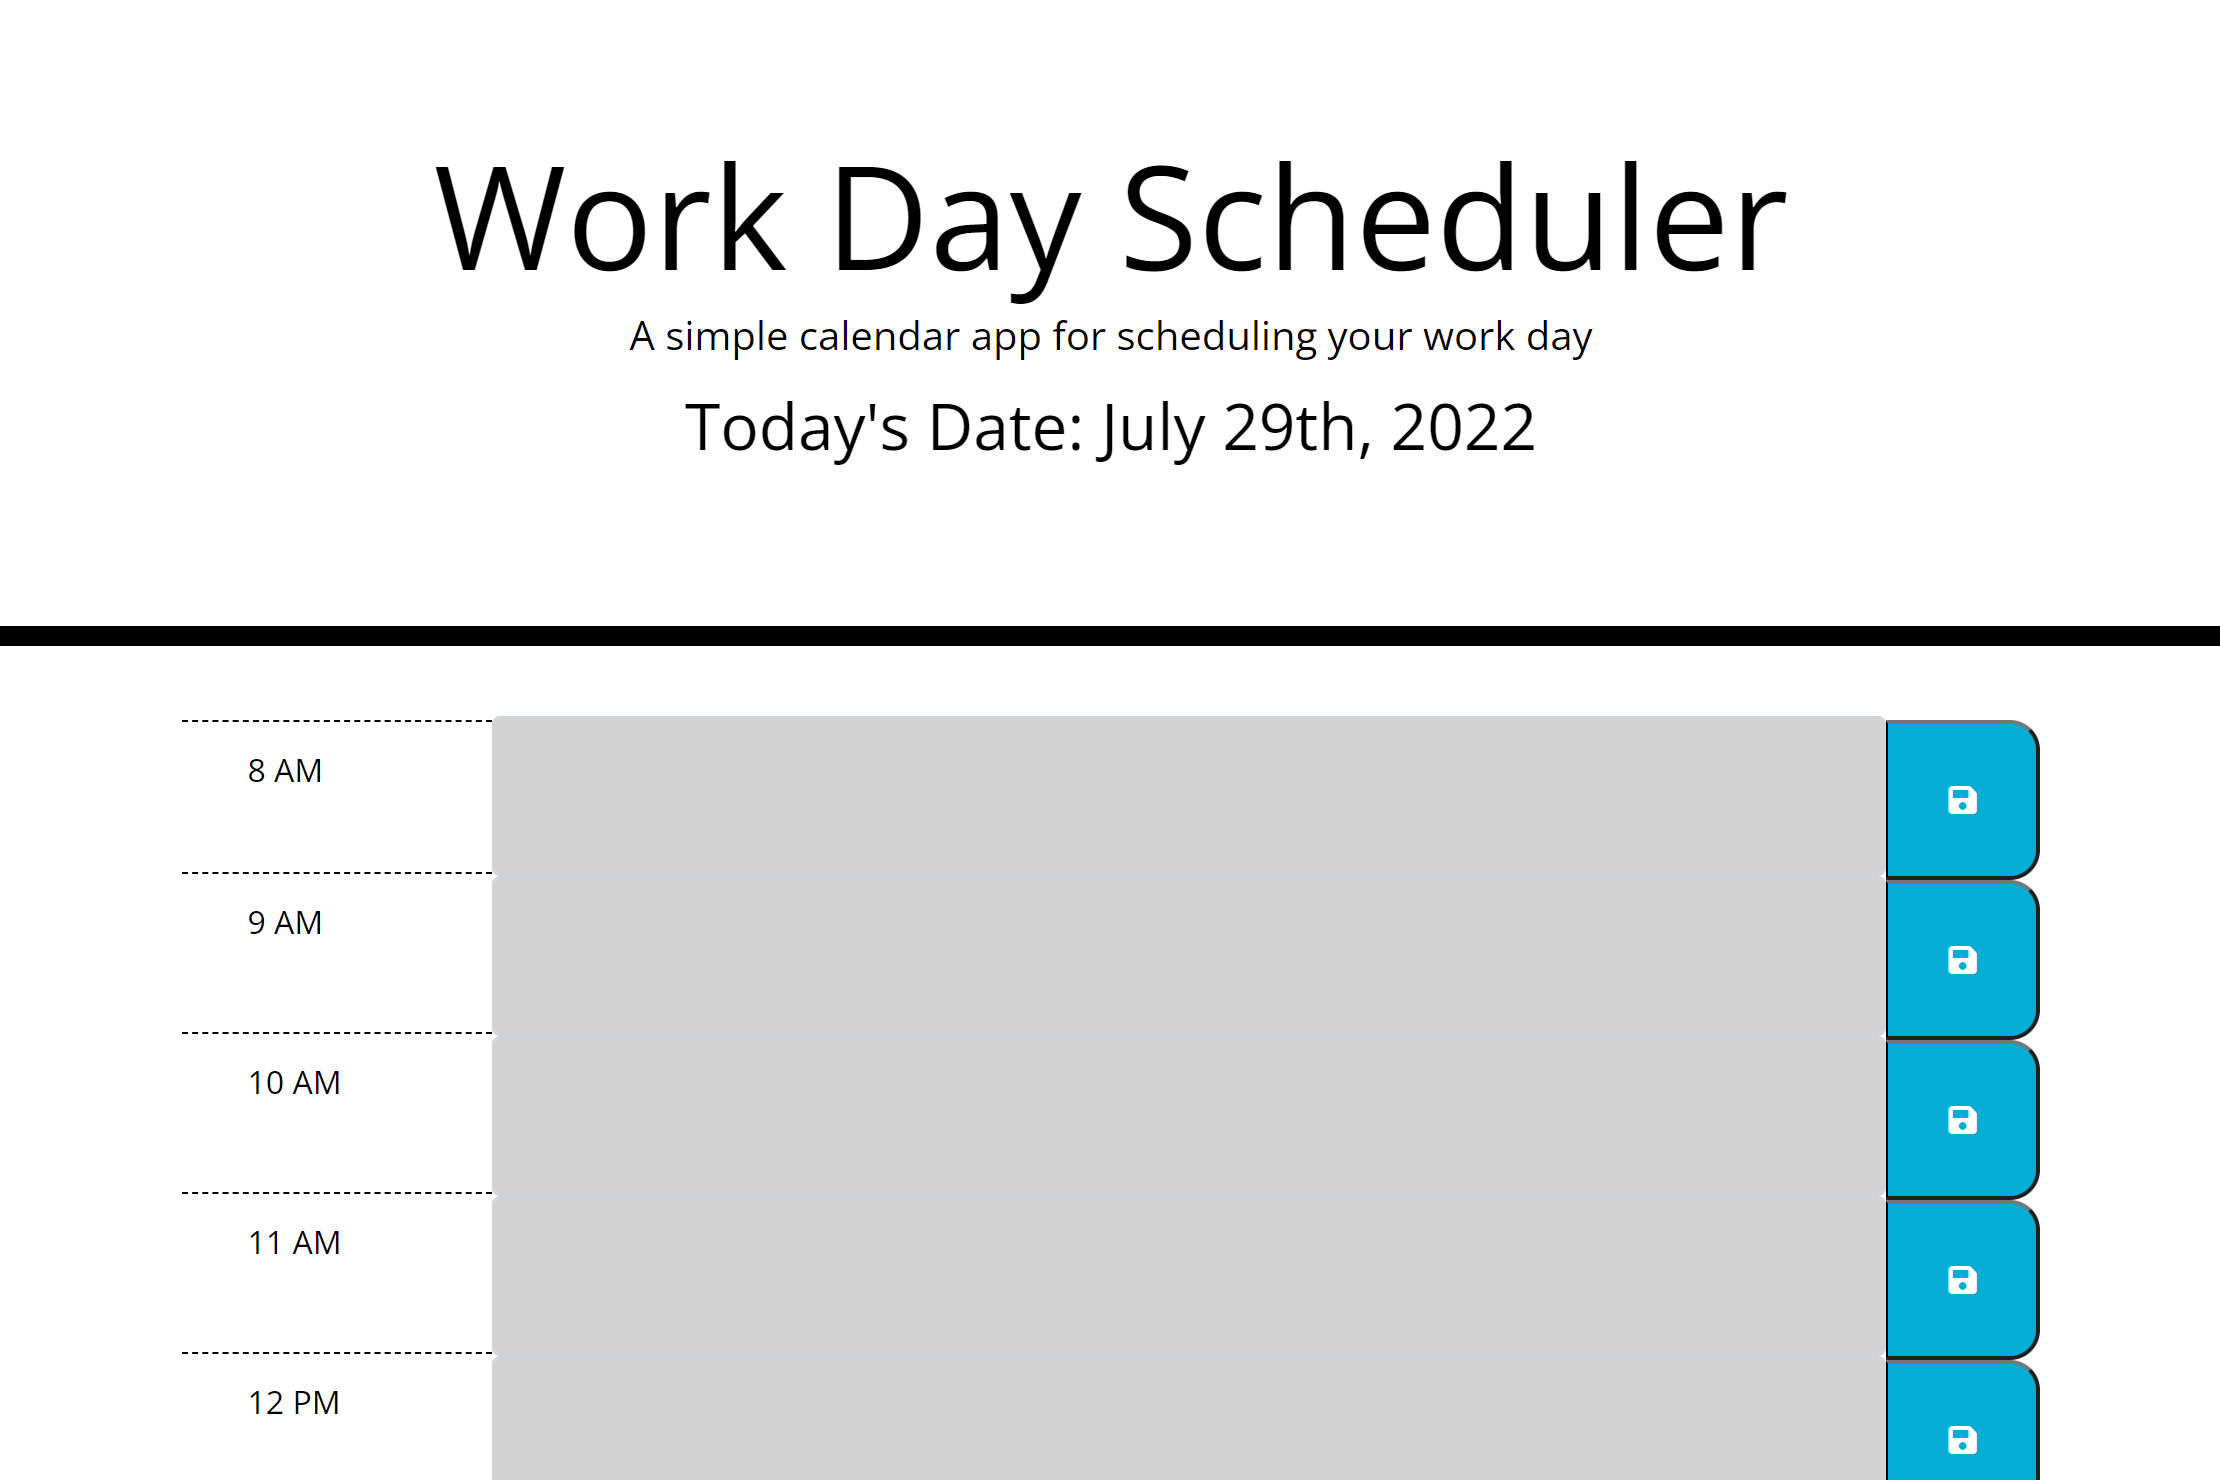 Work Day Scheduler
A simple calendar app for scheduling your work day
Today's Date: July 29th, 2022
8 AM
9 AM
10 AM
11 AM
12 PM